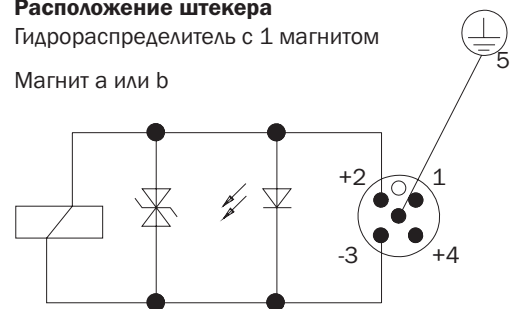 Расположение штекера
Гидрораспределитель с 1 магнитом
Магнит a или b
5
+2 1
-3 +4